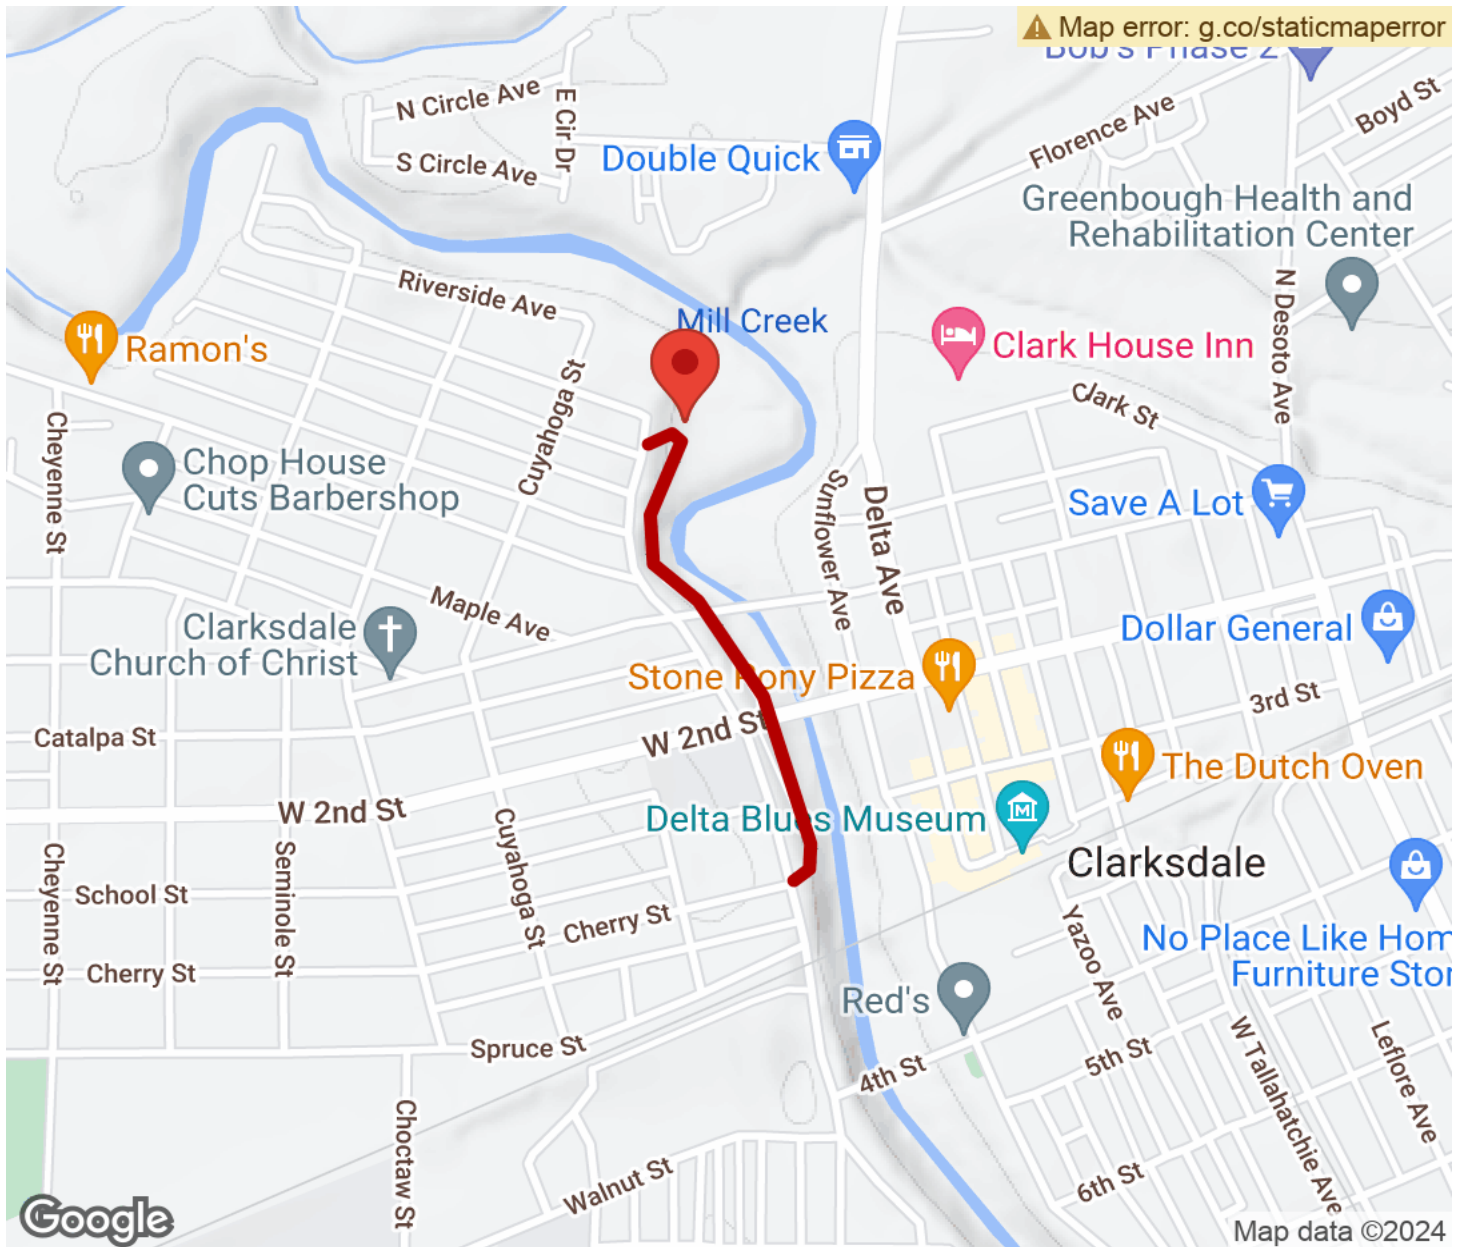 Map error: g.co/staticmaperror
Bob's Phase 2
Boyd St
N Circle Ave
E Cir Dr
Florence Ave
S Circle Ave
Double Quick
Greenbough Health and
Rehabilitation Center
Riverside Ave
N Desoto Ave
Mill Creek
Ramon's
Clark House Inn
Clark St
Cuyahoga St
Cheyenne St
Chop House
Cuts Barbershop
Save A Lot
Sunflower Ave
Delta Ave
Maple Ave
Clarksdale
Church of Christ
Dollar General
Stone Pony Pizza
3rd St
Catalpa St
W 2nd St
The Dutch Oven
W 2nd St
Delta Blues Museum
Clarksdale
Cheyenne St
Seminole St
Cuyahoga St
School St
Cherry St
Yazoo Ave
No Place Like Hom
Furniture Stor
Cherry St
Red's
Spruce St
4th St
5th St
W Tallahatchie Ave
Leflore Ave
Choctaw St
Walnut St
6th St
Google
Map data ©2024